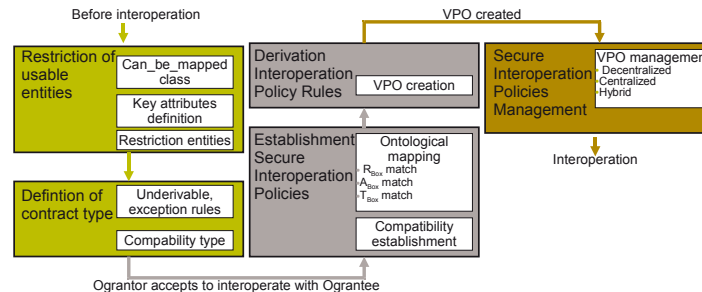 Before interoperation
VPO created
Restriction of
usable
entities
Can_be_mapped
class
Key attributes
definition
Restriction entities
Defintion of
contract type
Underivable,
exception rules
Compability type
Derivation
Interoperation
Policy Rules
VPO creation
Establishment
Secure
Interoperation
Policies
Ontological
mapping
RBox match
ABox match
TBox match
Compatibility
establishment
Secure
Interoperation
Policies
Management
VPO management
Decentralized
Centralized
Hybrid
Interoperation
Ograntor accepts to interoperate with Ograntee